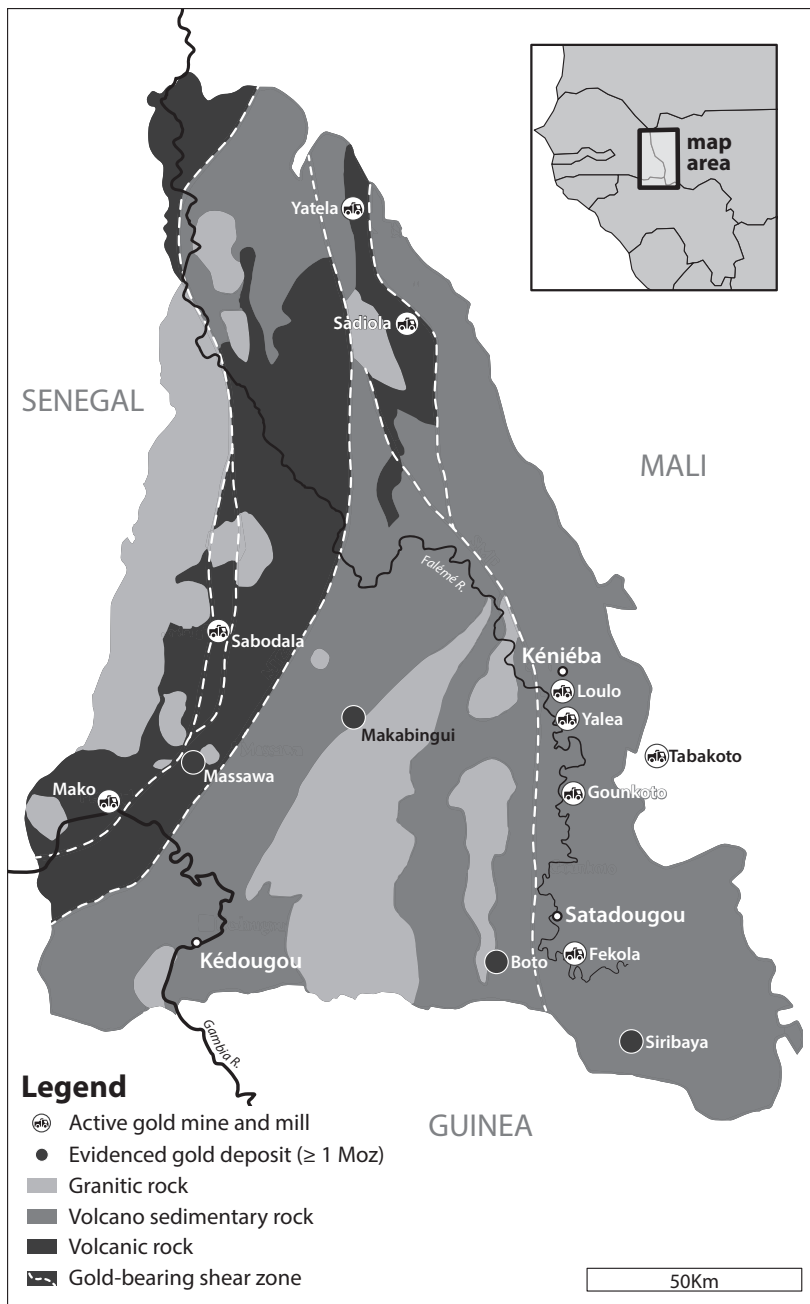 map
area
Yatela
Sadiola
SENEGAL
MALI
Falémé R.
Sabodala
Kéniéba
Loulo
Yalea
Makabingui
Tabakoto
Massawa
Mako
Gounkoto
Satadougou
Kédougou
Boto
Fekola
Gambia R.
Siribaya
Legend
Active gold mine and mill
GUINEA
Evidenced gold deposit (≥ 1 Moz)
Granitic rock
Volcano sedimentary rock
Volcanic rock
Gold-bearing shear zone
50Km